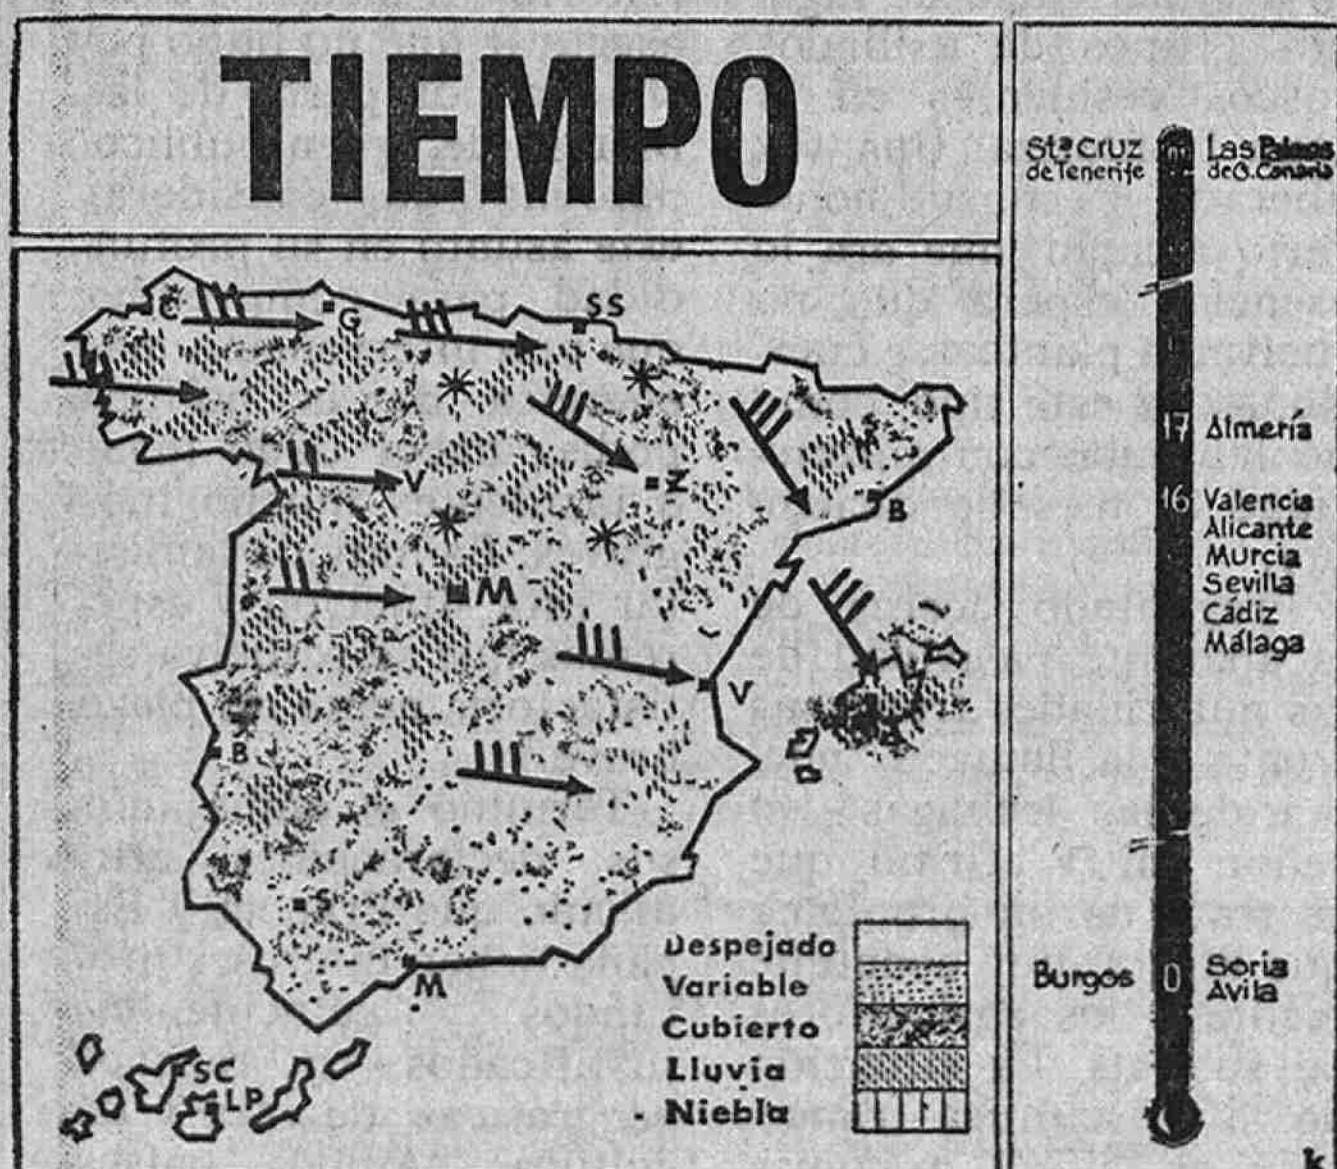 TIEMPO
C
G
SS
V
Z
B
M
V
B
S
M
SC
LP
Despejado
Variable
Cubierto
Lluvia
Niebla
Stª Cruz
de Tenerife
Las Palmas
de G. Canaria
17 Almería
16 Valencia
Alicante
Murcia
Sevilla
Cádiz
Málaga
Burgos 0 Soria
Avila